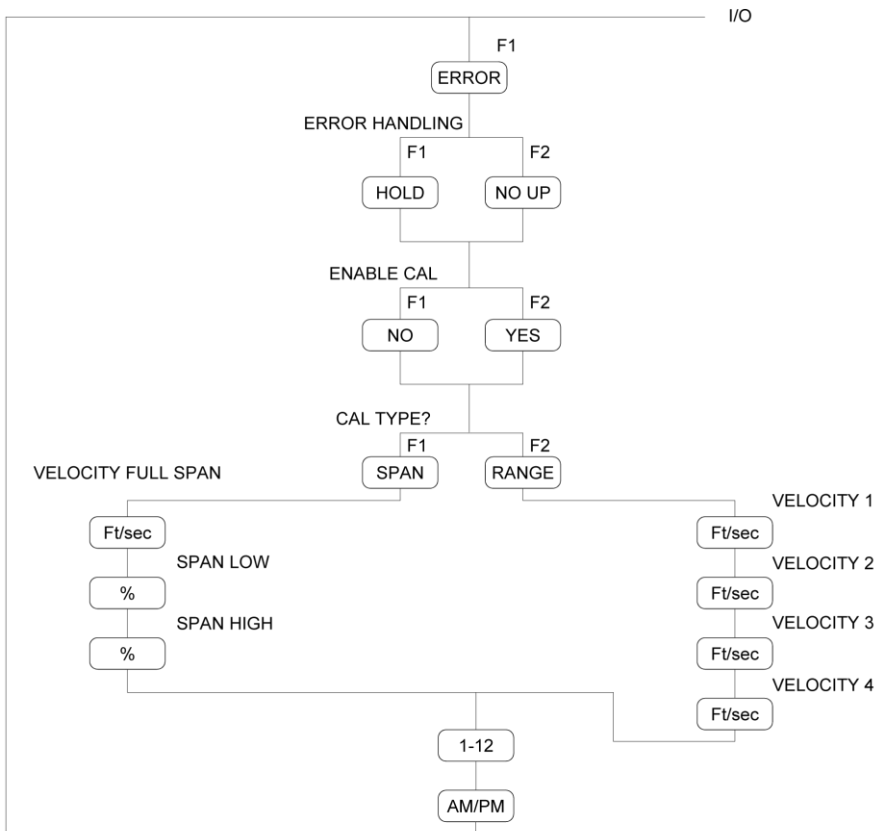 I/O
F1
ERROR
ERROR HANDLING
F1 F2
HOLD NO UP
ENABLE CAL
F1 F2
NO YES
CAL TYPE?
F1 F2
VELOCITY FULL SPAN SPAN RANGE
VELOCITY 1
Ft/sec Ft/sec
SPAN LOW VELOCITY 2
% Ft/sec
SPAN HIGH VELOCITY 3
% Ft/sec
VELOCITY 4
Ft/sec
1-12
AM/PM